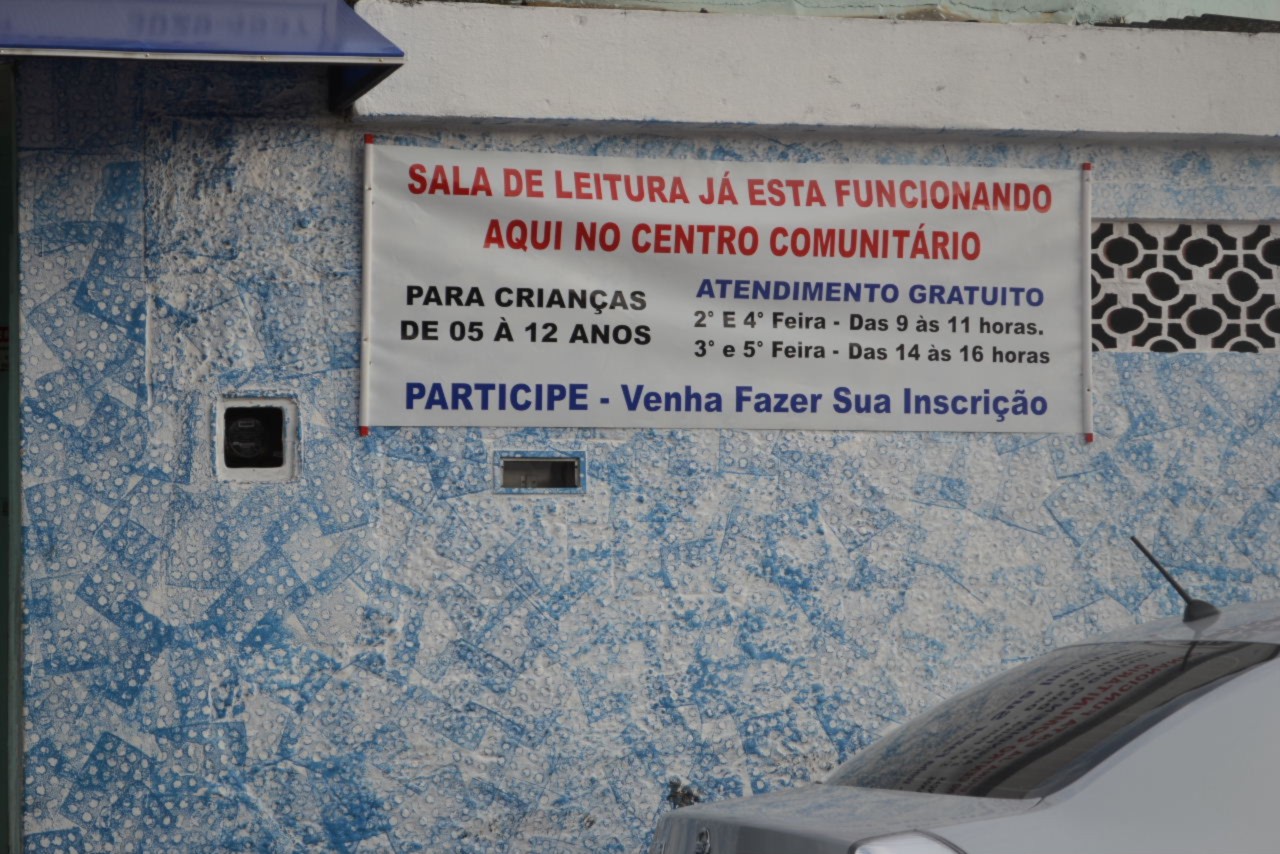 SALA DE LEITURA JÁ ESTA FUNCIONANDO
AQUI NO CENTRO COMUNITÁRIO
PARA CRIANÇAS
DE 05 À 12 ANOS
ATENDIMENTO GRATUITO
2° E 4° Feira - Das 9 às 11 horas.
3° e 5° Feira - Das 14 às 16 horas
PARTICIPE - Venha Fazer Sua Inscrição